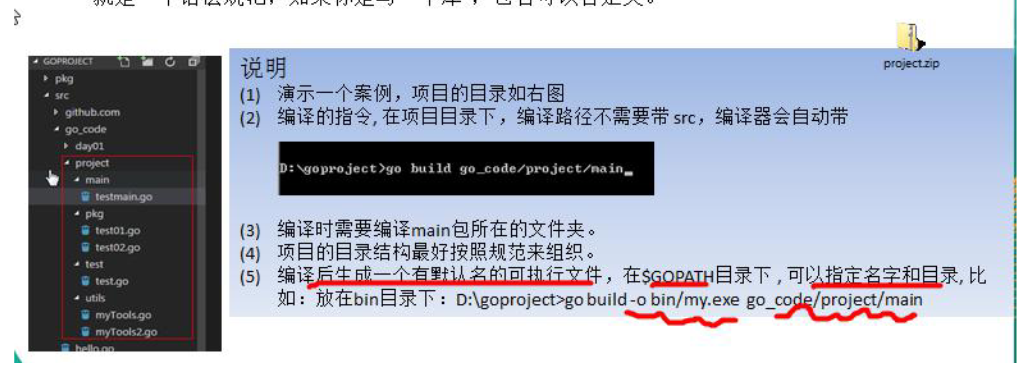 project.zip
GOPROJECT
pkg
src
github.com
go_code
day01
project
main
testmain.go
pkg
test01.go
test02.go
test
test.go
utils
myTools.go
myTools2.go
hello.go
说明
(1) 演示一个案例，项目的目录如右图
(2) 编译的指令, 在项目目录下，编译路径不需要带 src，编译器会自动带
D:\goproject>go build go_code/project/main_
(3) 编译时需要编译main包所在的文件夹。
(4) 项目的目录结构最好按照规范来组织。
(5) 编译后生成一个有默认名的可执行文件，在$GOPATH目录下 , 可以指定名字和目录, 比
如：放在bin目录下：D:\goproject>go build -o bin/my.exe go_code/project/main